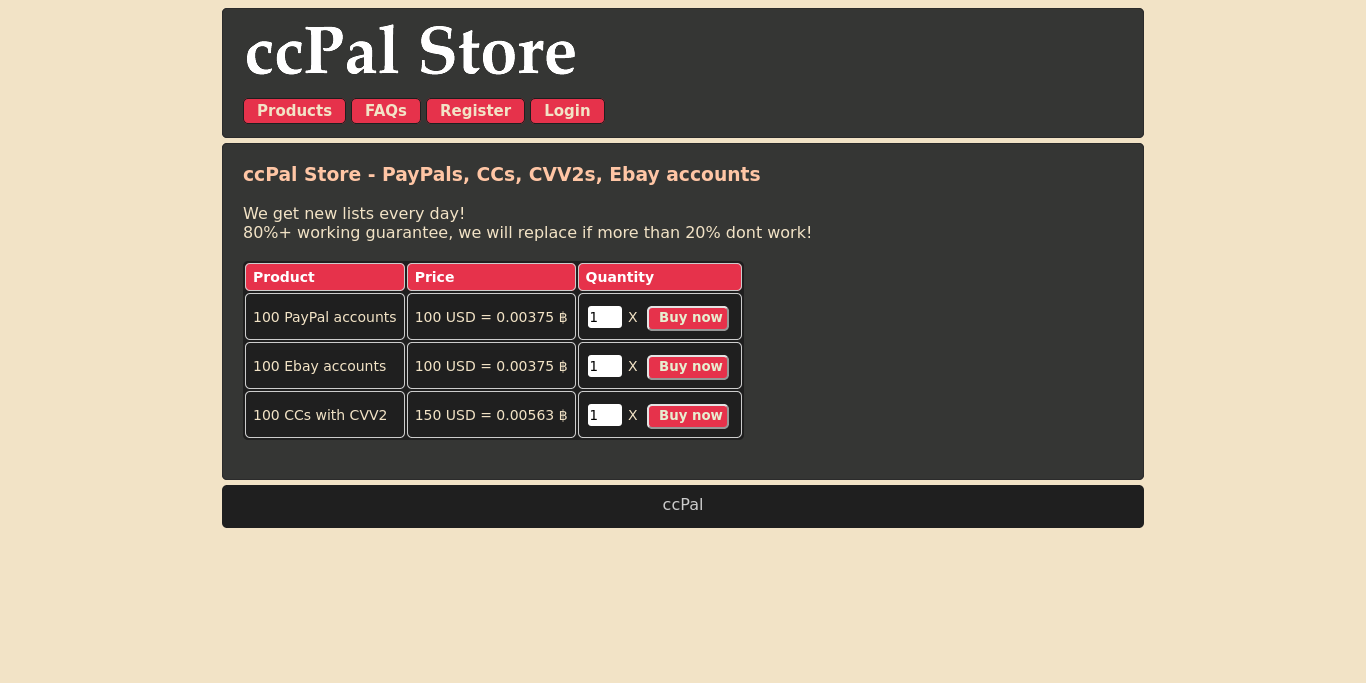 ccPal Store
Products FAQs Register Login
ccPal Store - PayPals, CCs, CVV2s, Ebay accounts
We get new lists every day!
80%+ working guarantee, we will replace if more than 20% dont work!
Product Price Quantity
100 PayPal accounts 100 USD = 0.00375 ฿ 1 X Buy now
100 Ebay accounts 100 USD = 0.00375 ฿ 1 X Buy now
100 CCs with CVV2 150 USD = 0.00563 ฿ 1 X Buy now
ccPal